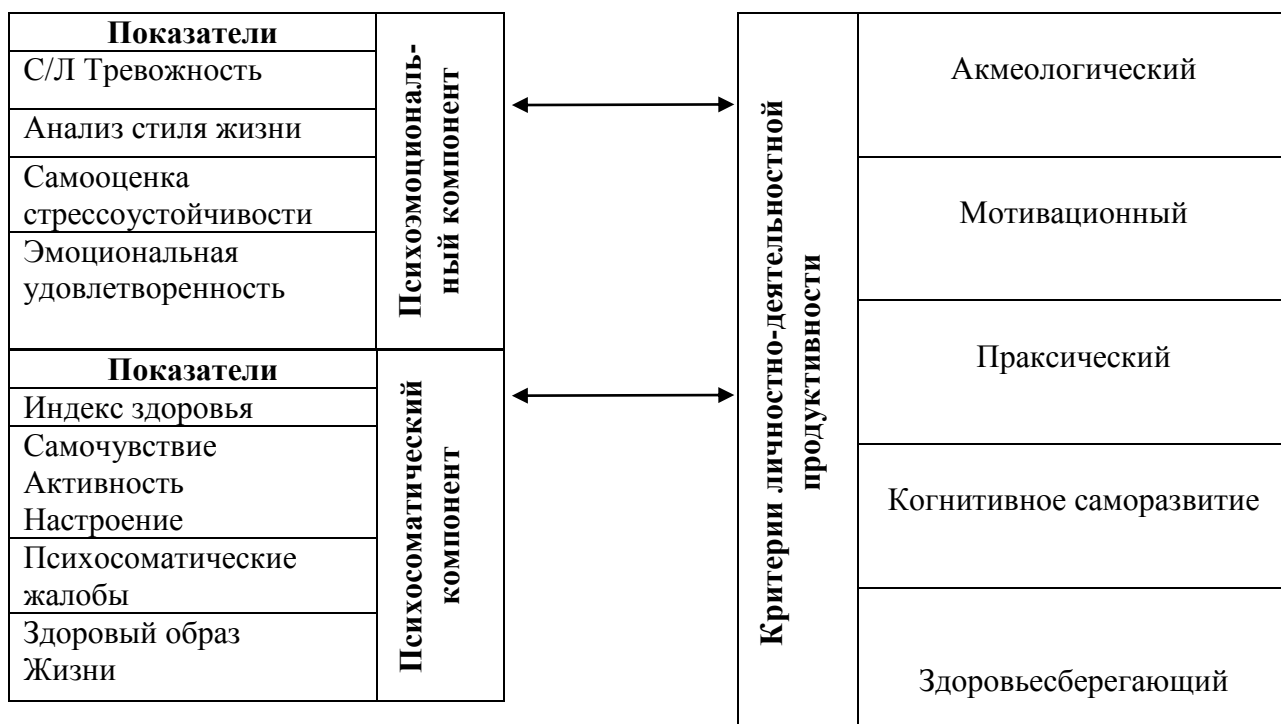 Показатели
С/Л Тревожность
Анализ стиля жизни
Самооценка
стрессоустойчивости
Эмоциональная
удовлетворенность
Психоэмоциональ-
ный компонент
Показатели
Индекс здоровья
Самочувствие
Активность
Настроение
Психосоматические
жалобы
Здоровый образ
Жизни
Психосоматический
компонент
Критерии личностно-деятельностной
продуктивности
Акмеологический
Мотивационный
Праксический
Когнитивное саморазвитие
Здоровьесберегающий